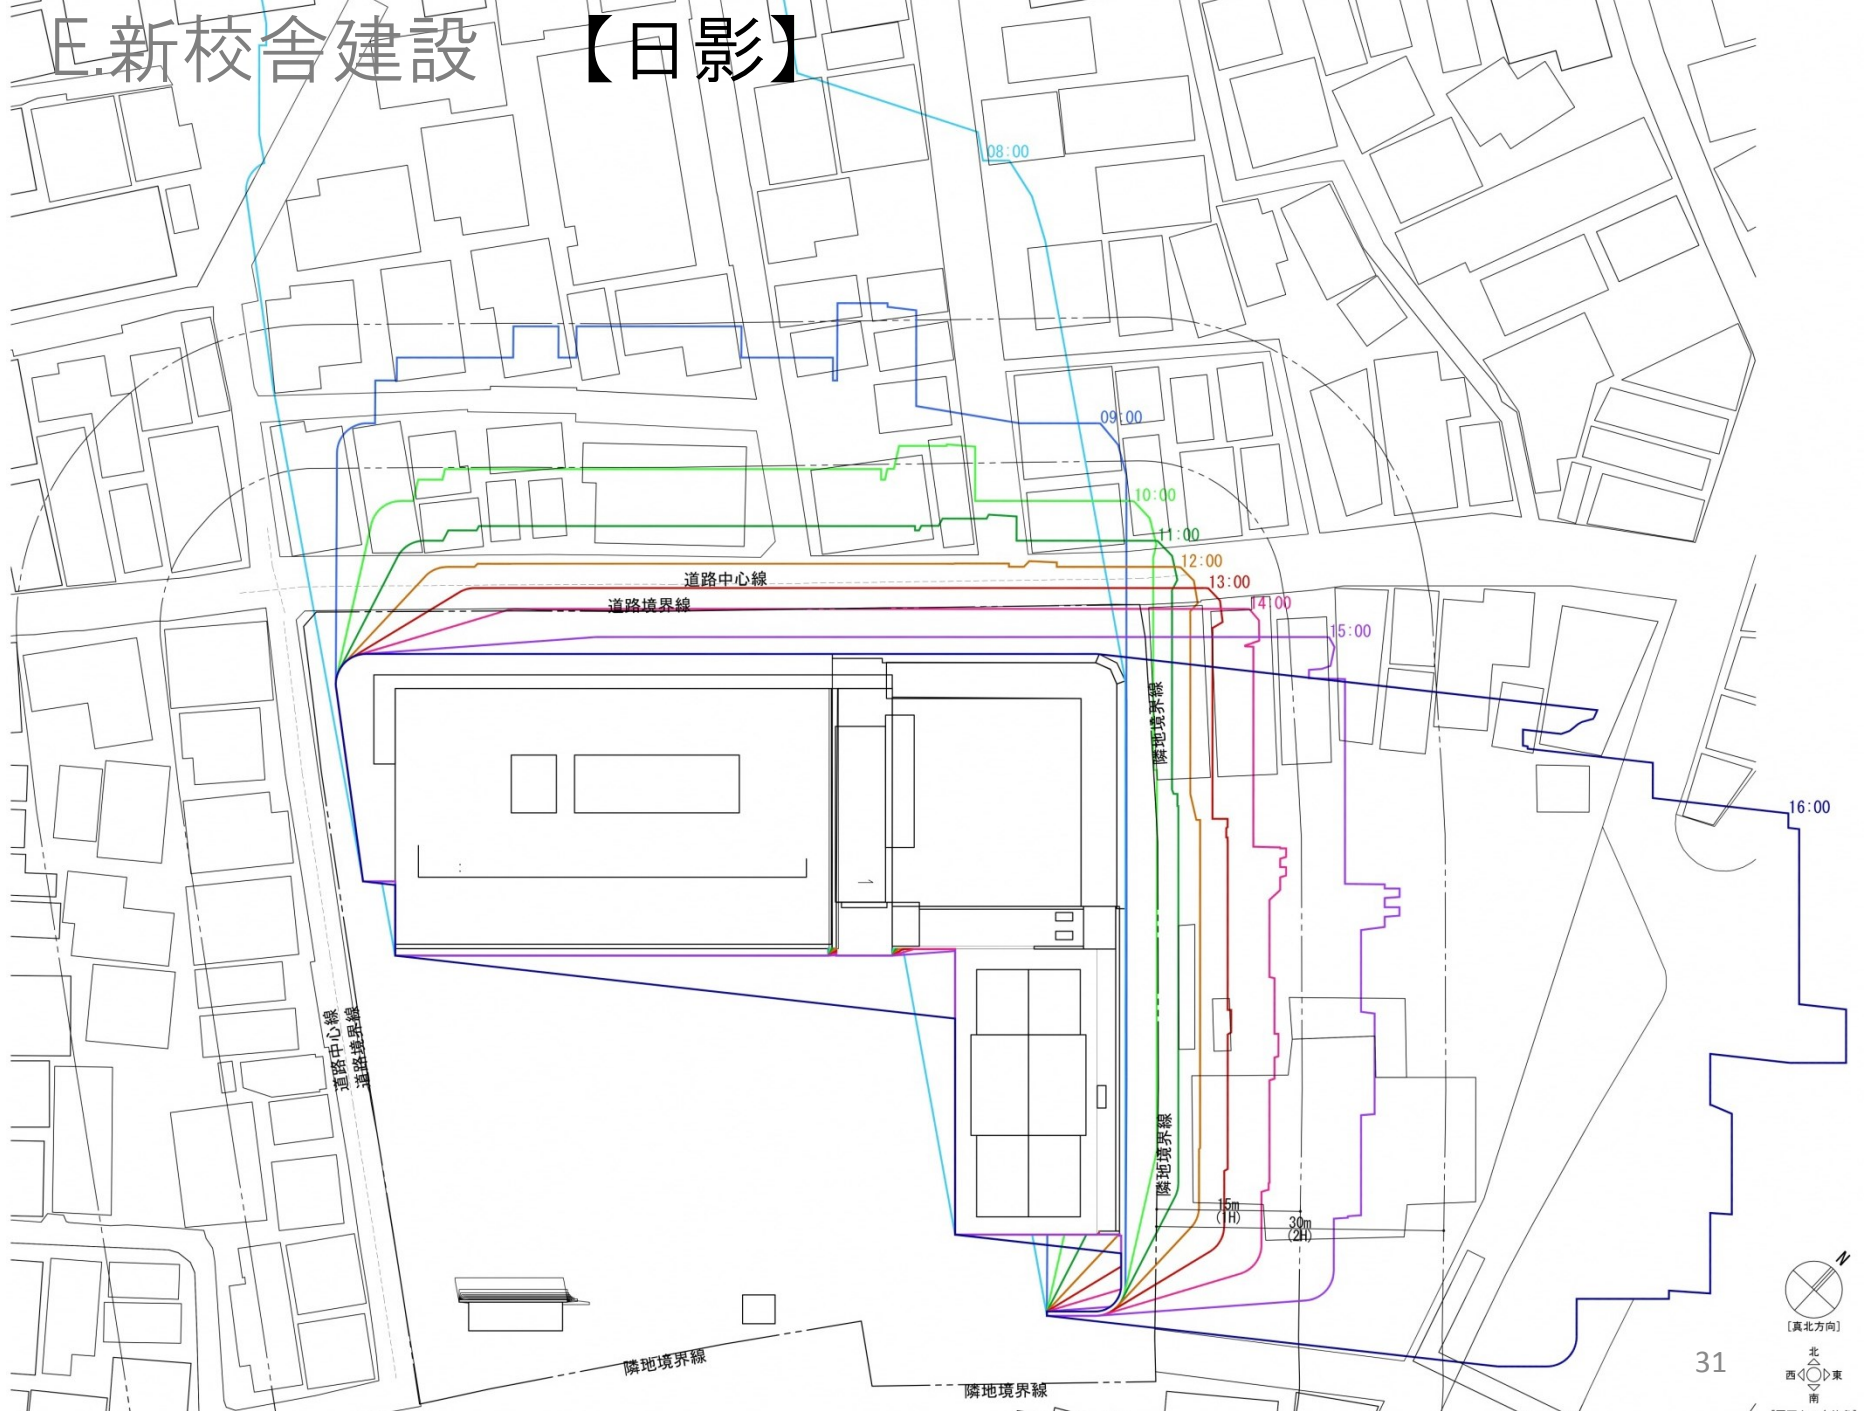 E.新校舎建設 【日影】
08:00
09:00
10:00
11:00
12:00
道路中心線
13:00
道路境界線
14:00
15:00
隣地境界線
16:00
道路中心線
道路境界線
隣地境界線
15m
(1H)
30m
(2H)
N
[真北方向]
北
西 東
南
隣地境界線
隣地境界線
31